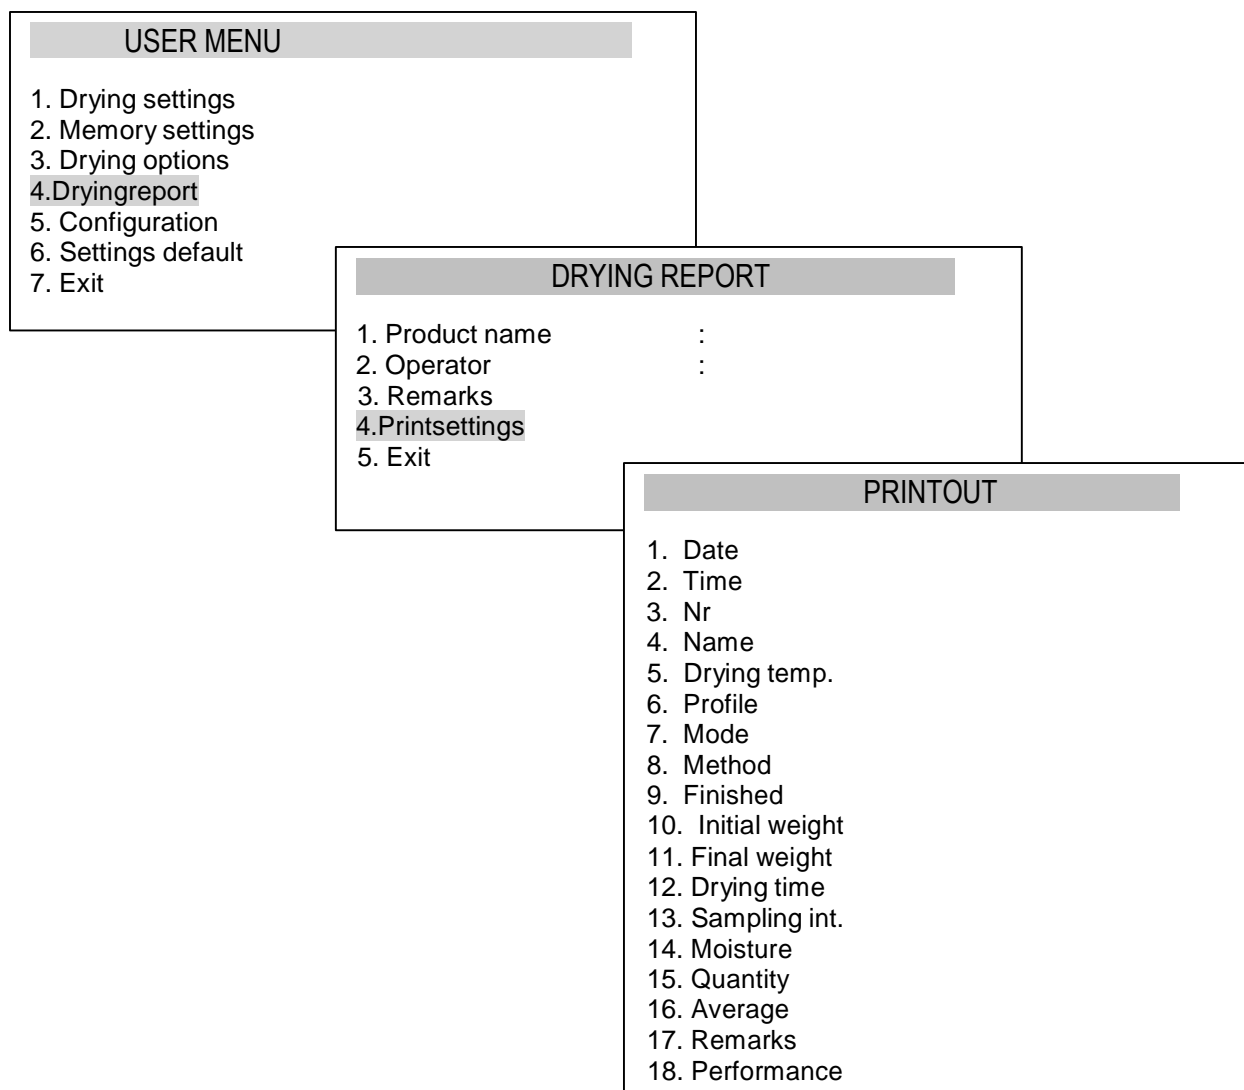 USER MENU
1. Drying settings
2. Memory settings
3. Drying options
4.Dryingreport
5. Configuration
6. Settings default
7. Exit
DRYING REPORT
1. Product name :
2. Operator :
3. Remarks
4.Printsettings
5. Exit
PRINTOUT
1. Date
2. Time
3. Nr
4. Name
5. Drying temp.
6. Profile
7. Mode
8. Method
9. Finished
10. Initial weight
11. Final weight
12. Drying time
13. Sampling int.
14. Moisture
15. Quantity
16. Average
17. Remarks
18. Performance